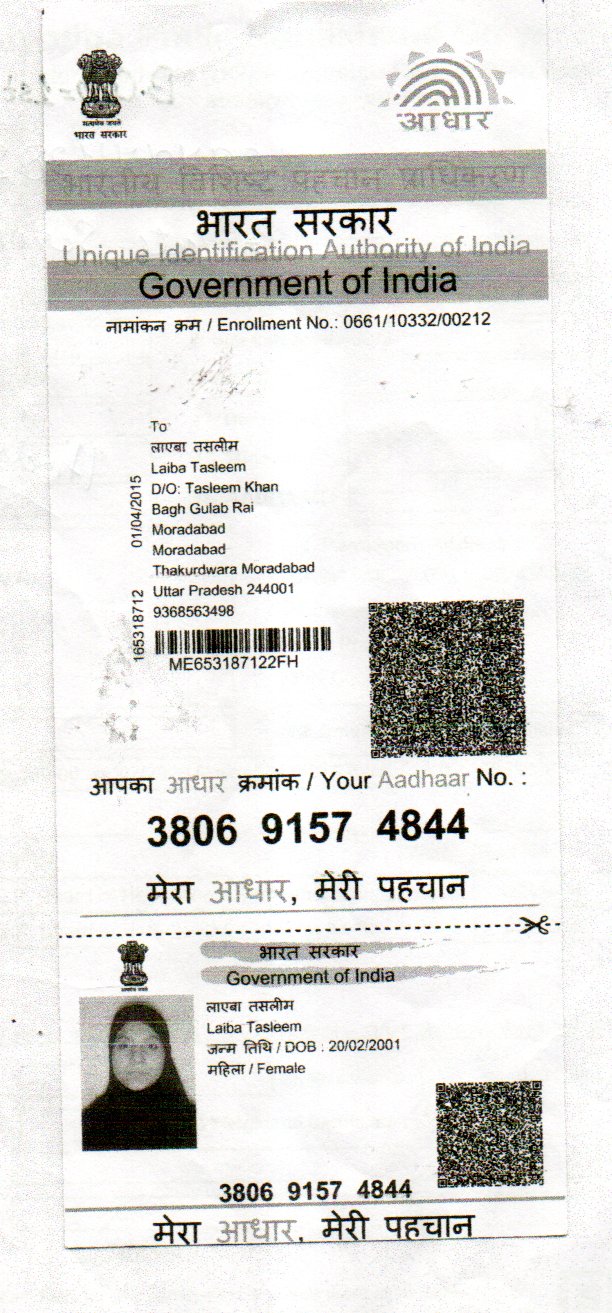 सत्यमेव जयते
भारत सरकार
आधार
भारतीय विशिष्ट पहचान प्राधिकरण
भारत सरकार
Unique Identification Authority of India
Government of India
नामांकन क्रम / Enrollment No.: 0661/10332/00212
To
लाएबा तसलीम
Laiba Tasleem
D/O: Tasleem Khan
Bagh Gulab Rai
Moradabad
Moradabad
Thakurdwara Moradabad
Uttar Pradesh 244001
9368563498
01/04/2015
165318712
ME653187122FH
आपका आधार क्रमांक / Your Aadhaar No. :
3806 9157 4844
मेरा आधार, मेरी पहचान
भारत सरकार
Government of India
लाएबा तसलीम
Laiba Tasleem
जन्म तिथि / DOB : 20/02/2001
महिला / Female
3806 9157 4844
मेरा आधार, मेरी पहचान